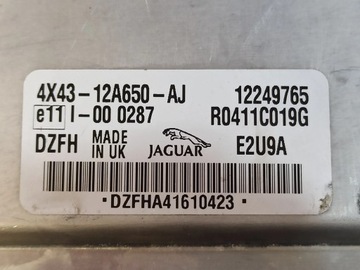 4X43-12A650-AJ 12249765
e11 I-00 0287 R0411C019G
DZFH MADE IN UK JAGUAR E2U9A
·DZFHA41610423·